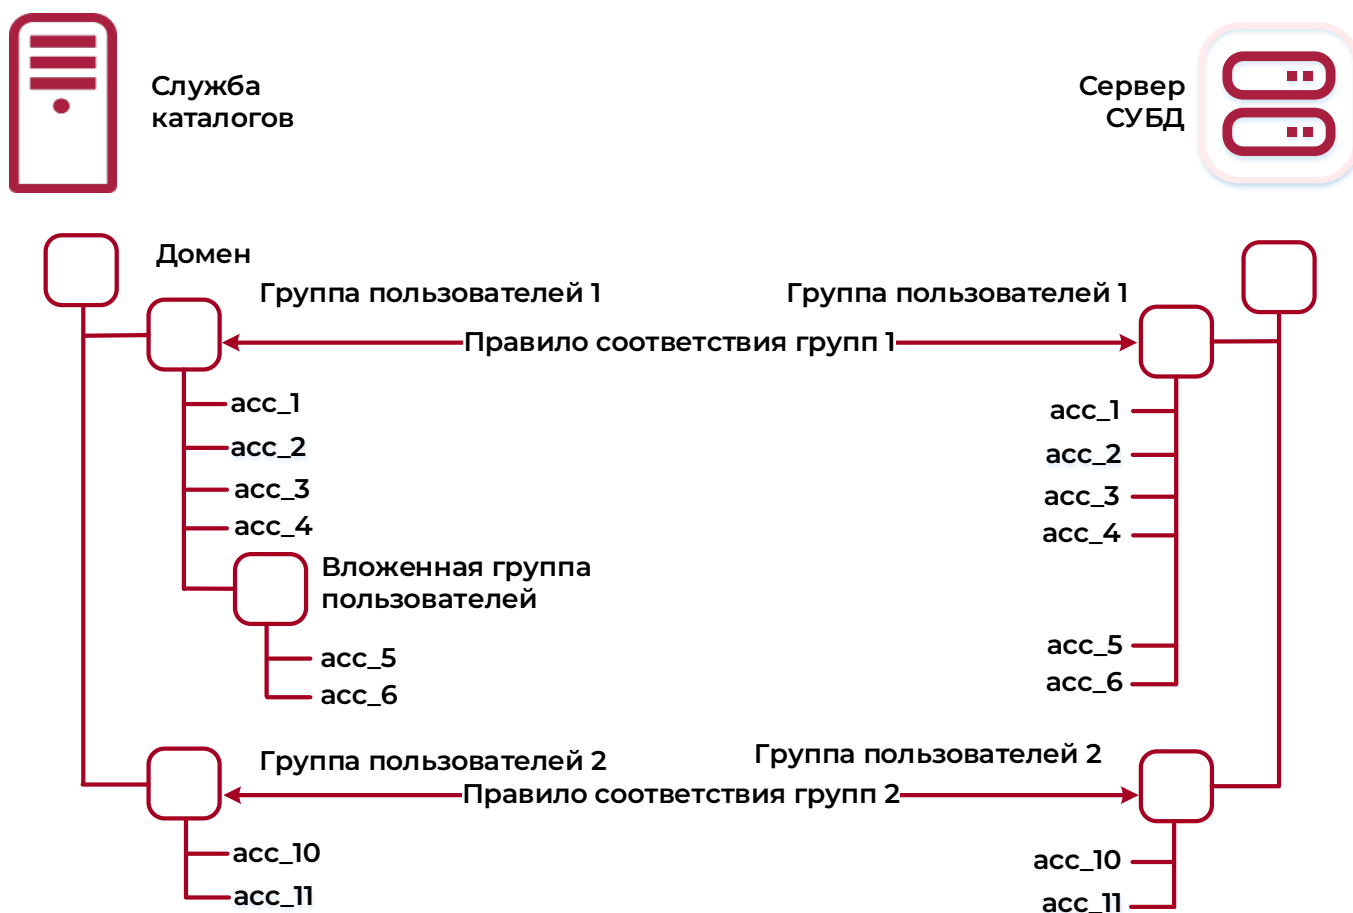 Служба
каталогов
Сервер
СУБД
Домен
Группа пользователей 1
Группа пользователей 1
Правило соответствия групп 1
acc_1
acc_2
acc_3
acc_4
Вложенная группа
пользователей
acc_5
acc_6
acc_1
acc_2
acc_3
acc_4
acc_5
acc_6
Группа пользователей 2
Группа пользователей 2
Правило соответствия групп 2
acc_10
acc_11
acc_10
acc_11